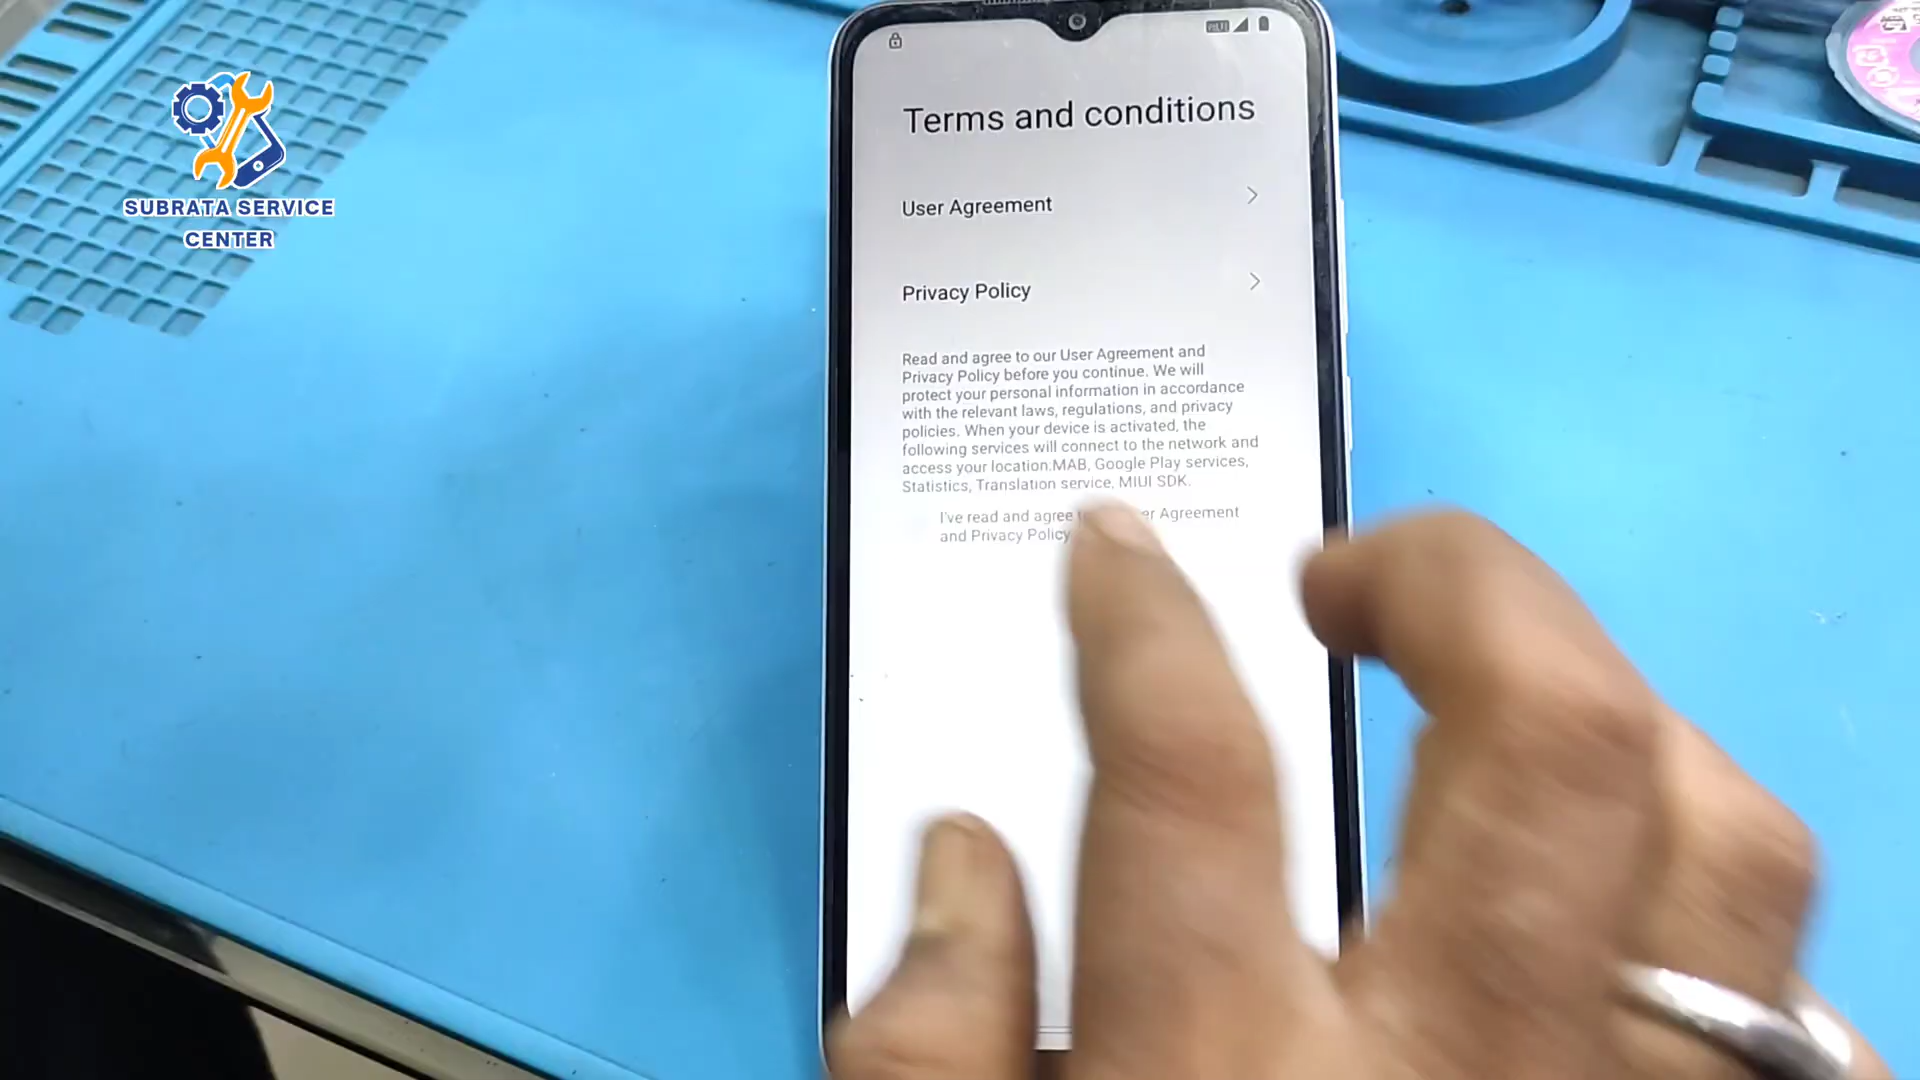 SUBRATA SERVICE
CENTER
Terms and conditions
User Agreement
Privacy Policy
Read and agree to our User Agreement and
Privacy Policy before you continue. We will
protect your personal information in accordance
with the relevant laws, regulations, and privacy
policies. When your device is activated, the
following services will connect to the network and
access your location.MAB, Google Play services,
Statistics, Translation service, MIUI SDK.
I've read and agree Agreement
and Privacy Policy